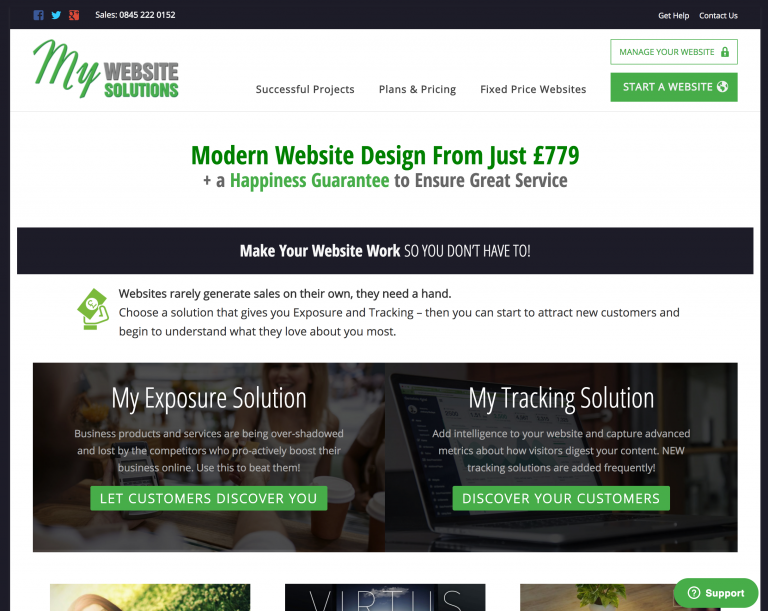 Sales: 0845 222 0152
Get Help Contact Us
My WEBSITE
SOLUTIONS
MANAGE YOUR WEBSITE
START A WEBSITE
Successful Projects Plans & Pricing Fixed Price Websites
Modern Website Design From Just £779
+ a Happiness Guarantee to Ensure Great Service
Make Your Website Work SO YOU DON'T HAVE TO!
Websites rarely generate sales on their own, they need a hand.
Choose a solution that gives you Exposure and Tracking – then you can start to attract new customers and
begin to understand what they love about you most.
My Exposure Solution
Business products and services are being over-shadowed
and lost by the competitors who pro-actively boost their
business online. Use this to beat them!
LET CUSTOMERS DISCOVER YOU
My Tracking Solution
Add intelligence to your website and capture advanced
metrics about how visitors digest your content. NEW
tracking solutions are added frequently!
DISCOVER YOUR CUSTOMERS
VIRTUS
Support